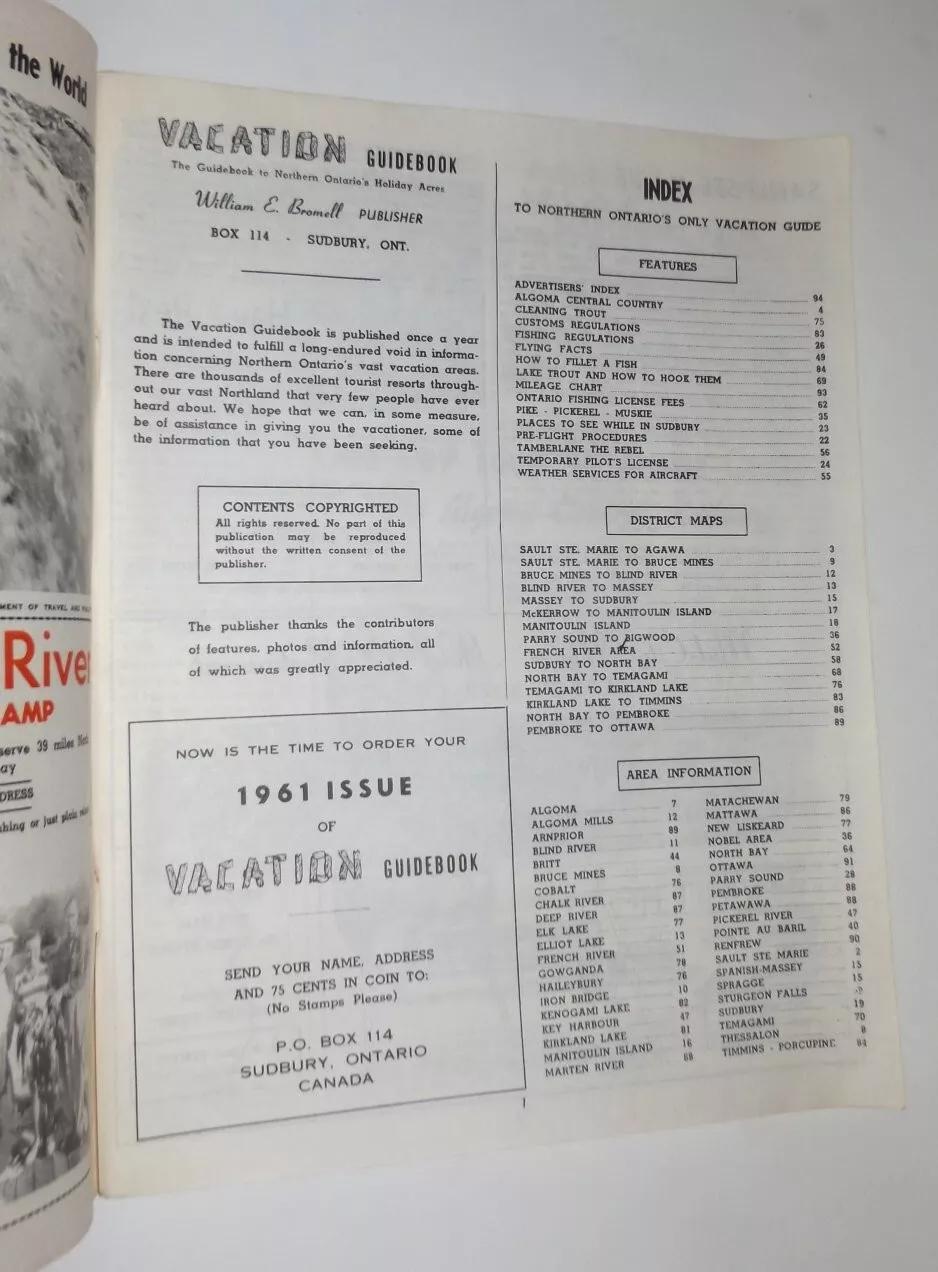 the World
MENT OF TRAVEL AND
River
AMP
serve 39 miles
ay
DRESS
hing or just plain
VACATION GUIDEBOOK
The Guidebook to Northern Ontario's Holiday Acres
William E. Bromell PUBLISHER
BOX 114 - SUDBURY, ONT.
The Vacation Guidebook is published once a year
and is intended to fulfill a long-endured void in informa-
tion concerning Northern Ontario's vast vacation areas.
There are thousands of excellent tourist resorts through-
out our vast Northland that very few people have ever
heard about. We hope that we can, in some measure,
be of assistance in giving you the vacationer, some of
the information that you have been seeking.
CONTENTS COPYRIGHTED
All rights reserved. No part of this
publication may be reproduced
without the written consent of the
publisher.
The publisher thanks the contributors
of features, photos and information, all
of which was greatly appreciated.
NOW IS THE TIME TO ORDER YOUR
1961 ISSUE
OF
VACATION GUIDEBOOK
SEND YOUR NAME, ADDRESS
AND 75 CENTS IN COIN TO:
(No Stamps Please)
P.O. BOX 114
SUDBURY, ONTARIO
CANADA
INDEX
TO NORTHERN ONTARIO'S ONLY VACATION GUIDE
FEATURES
ADVERTISERS' INDEX 94
ALGOMA CENTRAL COUNTRY 4
CLEANING TROUT 75
CUSTOMS REGULATIONS 83
FISHING REGULATIONS 26
FLYING FACTS 49
HOW TO FILLET A FISH 84
LAKE TROUT AND HOW TO HOOK THEM 69
MILEAGE CHART 93
ONTARIO FISHING LICENSE FEES 62
PIKE - PICKEREL - MUSKIE 35
PLACES TO SEE WHILE IN SUDBURY 23
PRE-FLIGHT PROCEDURES 22
TAMBERLANE THE REBEL 56
TEMPORARY PILOT'S LICENSE 24
WEATHER SERVICES FOR AIRCRAFT 55
DISTRICT MAPS
SAULT STE. MARIE TO AGAWA 3
SAULT STE. MARIE TO BRUCE MINES 9
BRUCE MINES TO BLIND RIVER 12
BLIND RIVER TO MASSEY 13
MASSEY TO SUDBURY 15
McKERROW TO MANITOULIN ISLAND 17
MANITOULIN ISLAND 18
PARRY SOUND TO BIGWOOD 36
FRENCH RIVER AREA 52
SUDBURY TO NORTH BAY 58
NORTH BAY TO TEMAGAMI 68
TEMAGAMI TO KIRKLAND LAKE 76
KIRKLAND LAKE TO TIMMINS 83
NORTH BAY TO PEMBROKE 86
PEMBROKE TO OTTAWA 89
AREA INFORMATION
ALGOMA 7
ALGOMA MILLS 12
ARNPRIOR 89
BLIND RIVER 11
BRITT 44
BRUCE MINES 8
COBALT 76
CHALK RIVER 87
DEEP RIVER 87
ELK LAKE 77
ELLIOT LAKE 13
FRENCH RIVER 51
GOWGANDA 78
HAILEYBURY 76
IRON BRIDGE 10
KENOGAMI LAKE 82
KEY HARBOUR 47
KIRKLAND LAKE 81
MANITOULIN ISLAND 16
MARTEN RIVER 68
MATACHEWAN 79
MATTAWA 86
NEW LISKEARD 77
NOBEL AREA 36
NORTH BAY 64
OTTAWA 91
PARRY SOUND 28
PEMBROKE 88
PETAWAWA 88
PICKEREL RIVER 47
POINTE AU BARIL 40
RENFREW 90
SAULT STE MARIE 2
SPANISH-MASSEY 15
SPRAGGE 15
STURGEON FALLS
SUDBURY 19
TEMAGAMI 70
THESSALON 8
TIMMINS - PORCUPINE 84
1